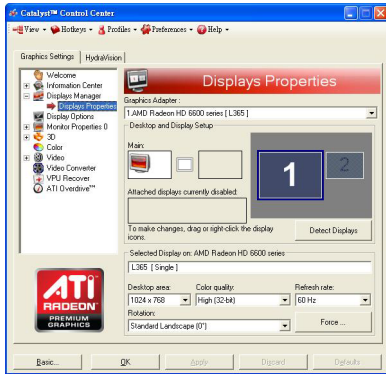 Catalyst™ Control Center
View Hotkeys Profiles Preferences Help
Graphics Settings HydraVision
Welcome
Information Center
Displays Manager
Displays Properties
Display Options
Monitor Properties 0
3D
Color
Video
Video Converter
VPU Recover
ATI Overdrive™
Displays Properties
Graphics Adapter :
1.AMD Radeon HD 6600 series [ L365 ]
Desktop and Display Setup
Main:
1
2
Attached displays currently disabled:
To make changes, drag or right-click the display icons.
Detect Displays
Selected Display on: AMD Radeon HD 6600 series
L365 [ Single ]
Desktop area: Color quality: Refresh rate:
1024 x 768 High (32-bit) 60 Hz
Rotation:
Standard Landscape (0°) Force ...
ATI
RADEON
PREMIUM
GRAPHICS
Basic... OK Apply Discard Defaults